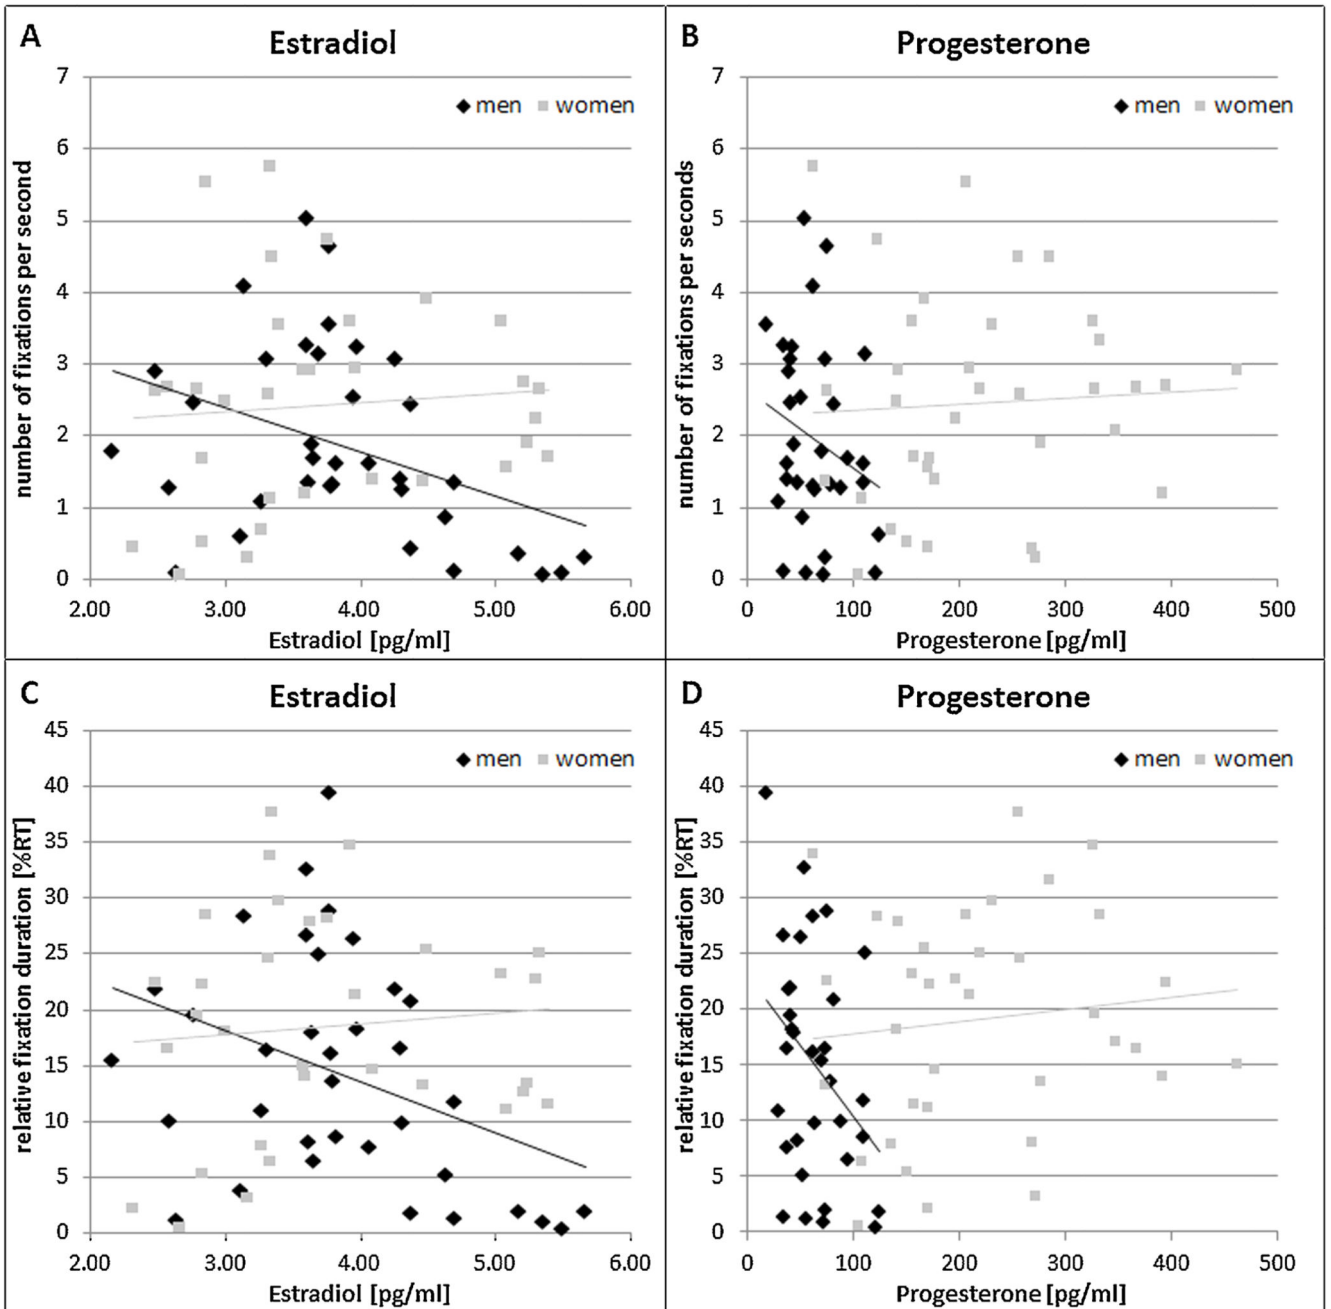 A
Estradiol
7
men women
6
5
4
3
2
1
0
number of fixations per second
2.00 3.00 4.00 5.00 6.00
Estradiol [pg/ml]
B
Progesterone
7
men women
6
5
4
3
2
1
0
number of fixations per seconds
0 100 200 300 400 500
Progesterone [pg/ml]
C
Estradiol
45
men women
40
35
30
25
20
15
10
5
0
relative fixation duration [%RT]
2.00 3.00 4.00 5.00 6.00
Estradiol [pg/ml]
D
Progesterone
45
men women
40
35
30
25
20
15
10
5
0
relative fixation duration [%RT]
0 100 200 300 400 500
Progesterone [pg/ml]